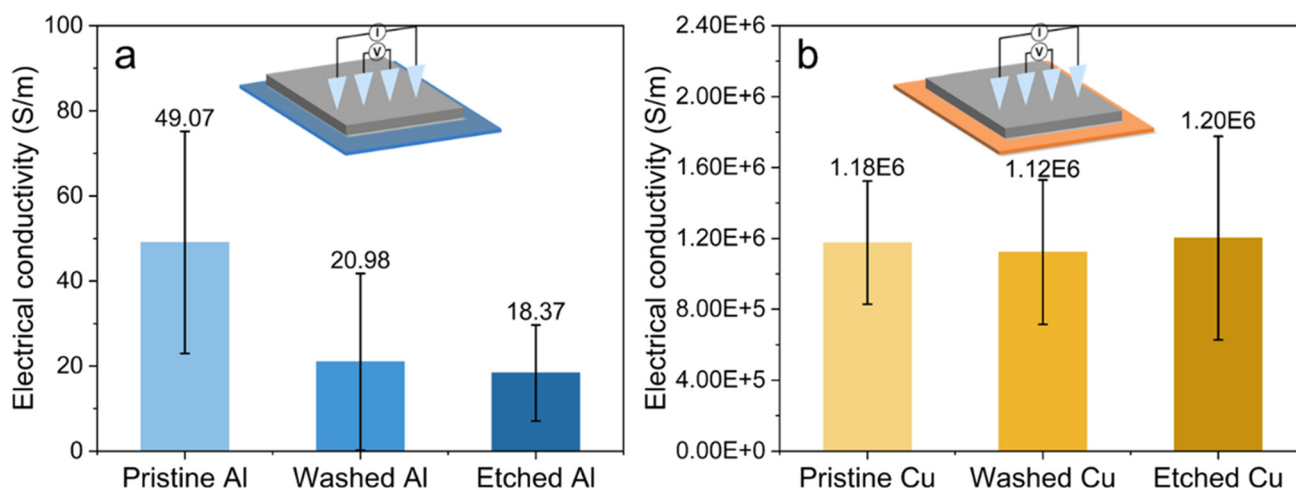 a
Electrical conductivity (S/m)
100
80
60
40
20
0
I
V
49.07
20.98
18.37
Pristine Al
Washed Al
Etched Al
b
Electrical conductivity (S/m)
2.40E+6
2.00E+6
1.60E+6
1.20E+6
8.00E+5
4.00E+5
0.00E+0
I
V
1.18E6
1.12E6
1.20E6
Pristine Cu
Washed Cu
Etched Cu